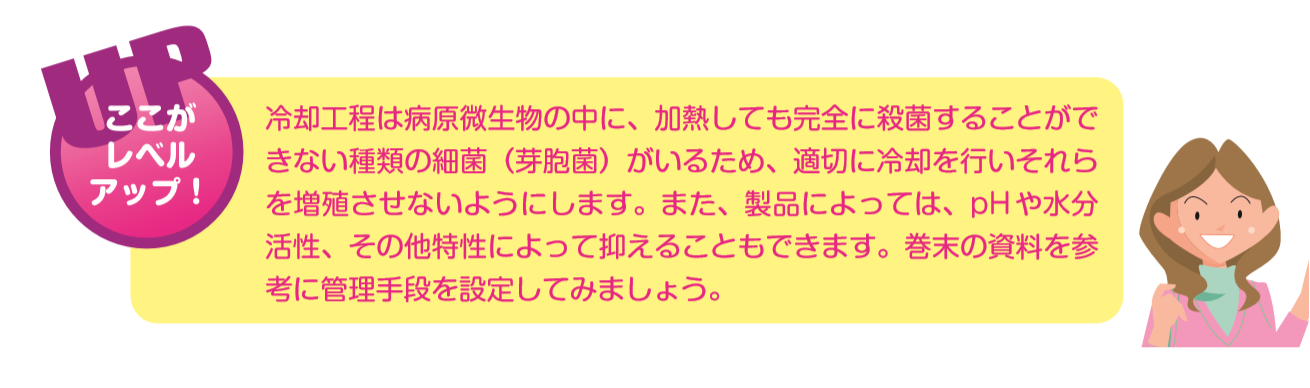 UP
ここが
レベル
アップ！
冷却工程は病原微生物の中に、加熱しても完全に殺菌することがで
きない種類の細菌（芽胞菌）がいるため、適切に冷却を行いそれら
を増殖させないようにします。また、製品によっては、pHや水分
活性、その他特性によって抑えることもできます。巻末の資料を参
考に管理手段を設定してみましょう。